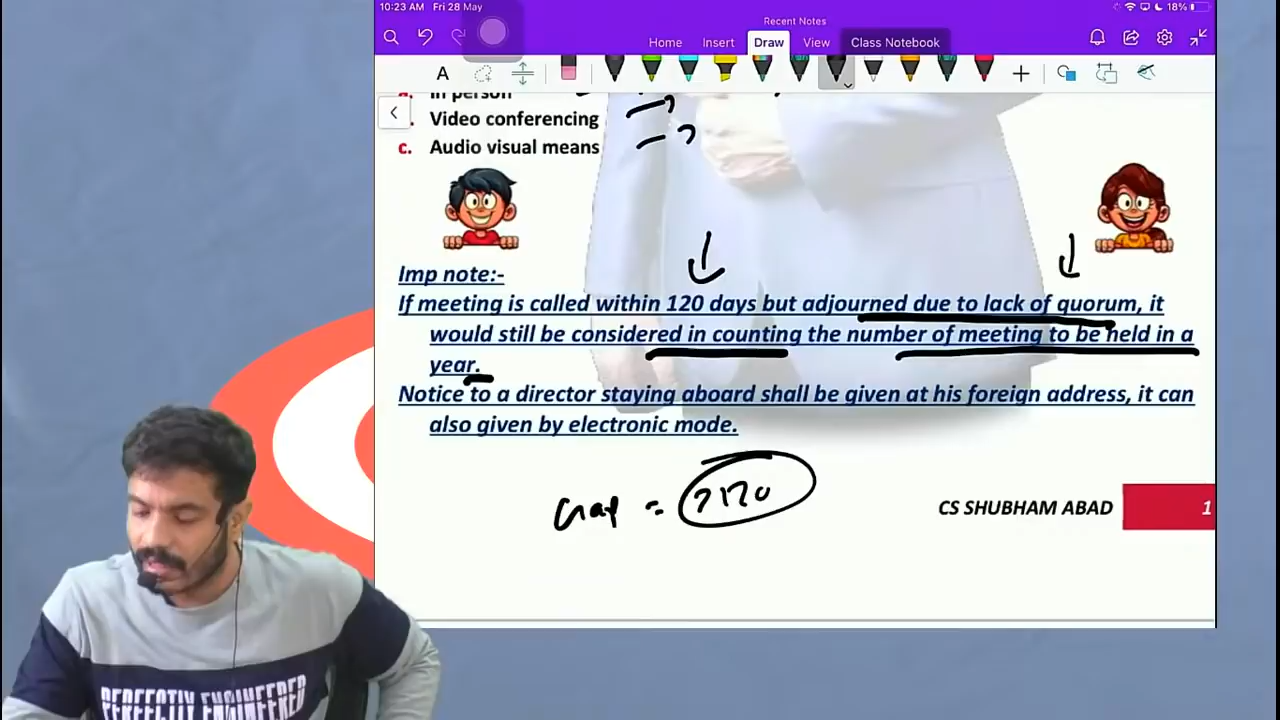 10:23 AM Fri 28 May
18%
Recent Notes
Home Insert Draw View Class Notebook
A
a. In person
. Video conferencing
c. Audio visual means
Imp note:-
If meeting is called within 120 days but adjourned due to lack of quorum, it
would still be considered in counting the number of meeting to be held in a
year.
Notice to a director staying aboard shall be given at his foreign address, it can
also given by electronic mode.
Gap = >120
CS SHUBHAM ABAD 1
PERFECTLY ENGINEERED